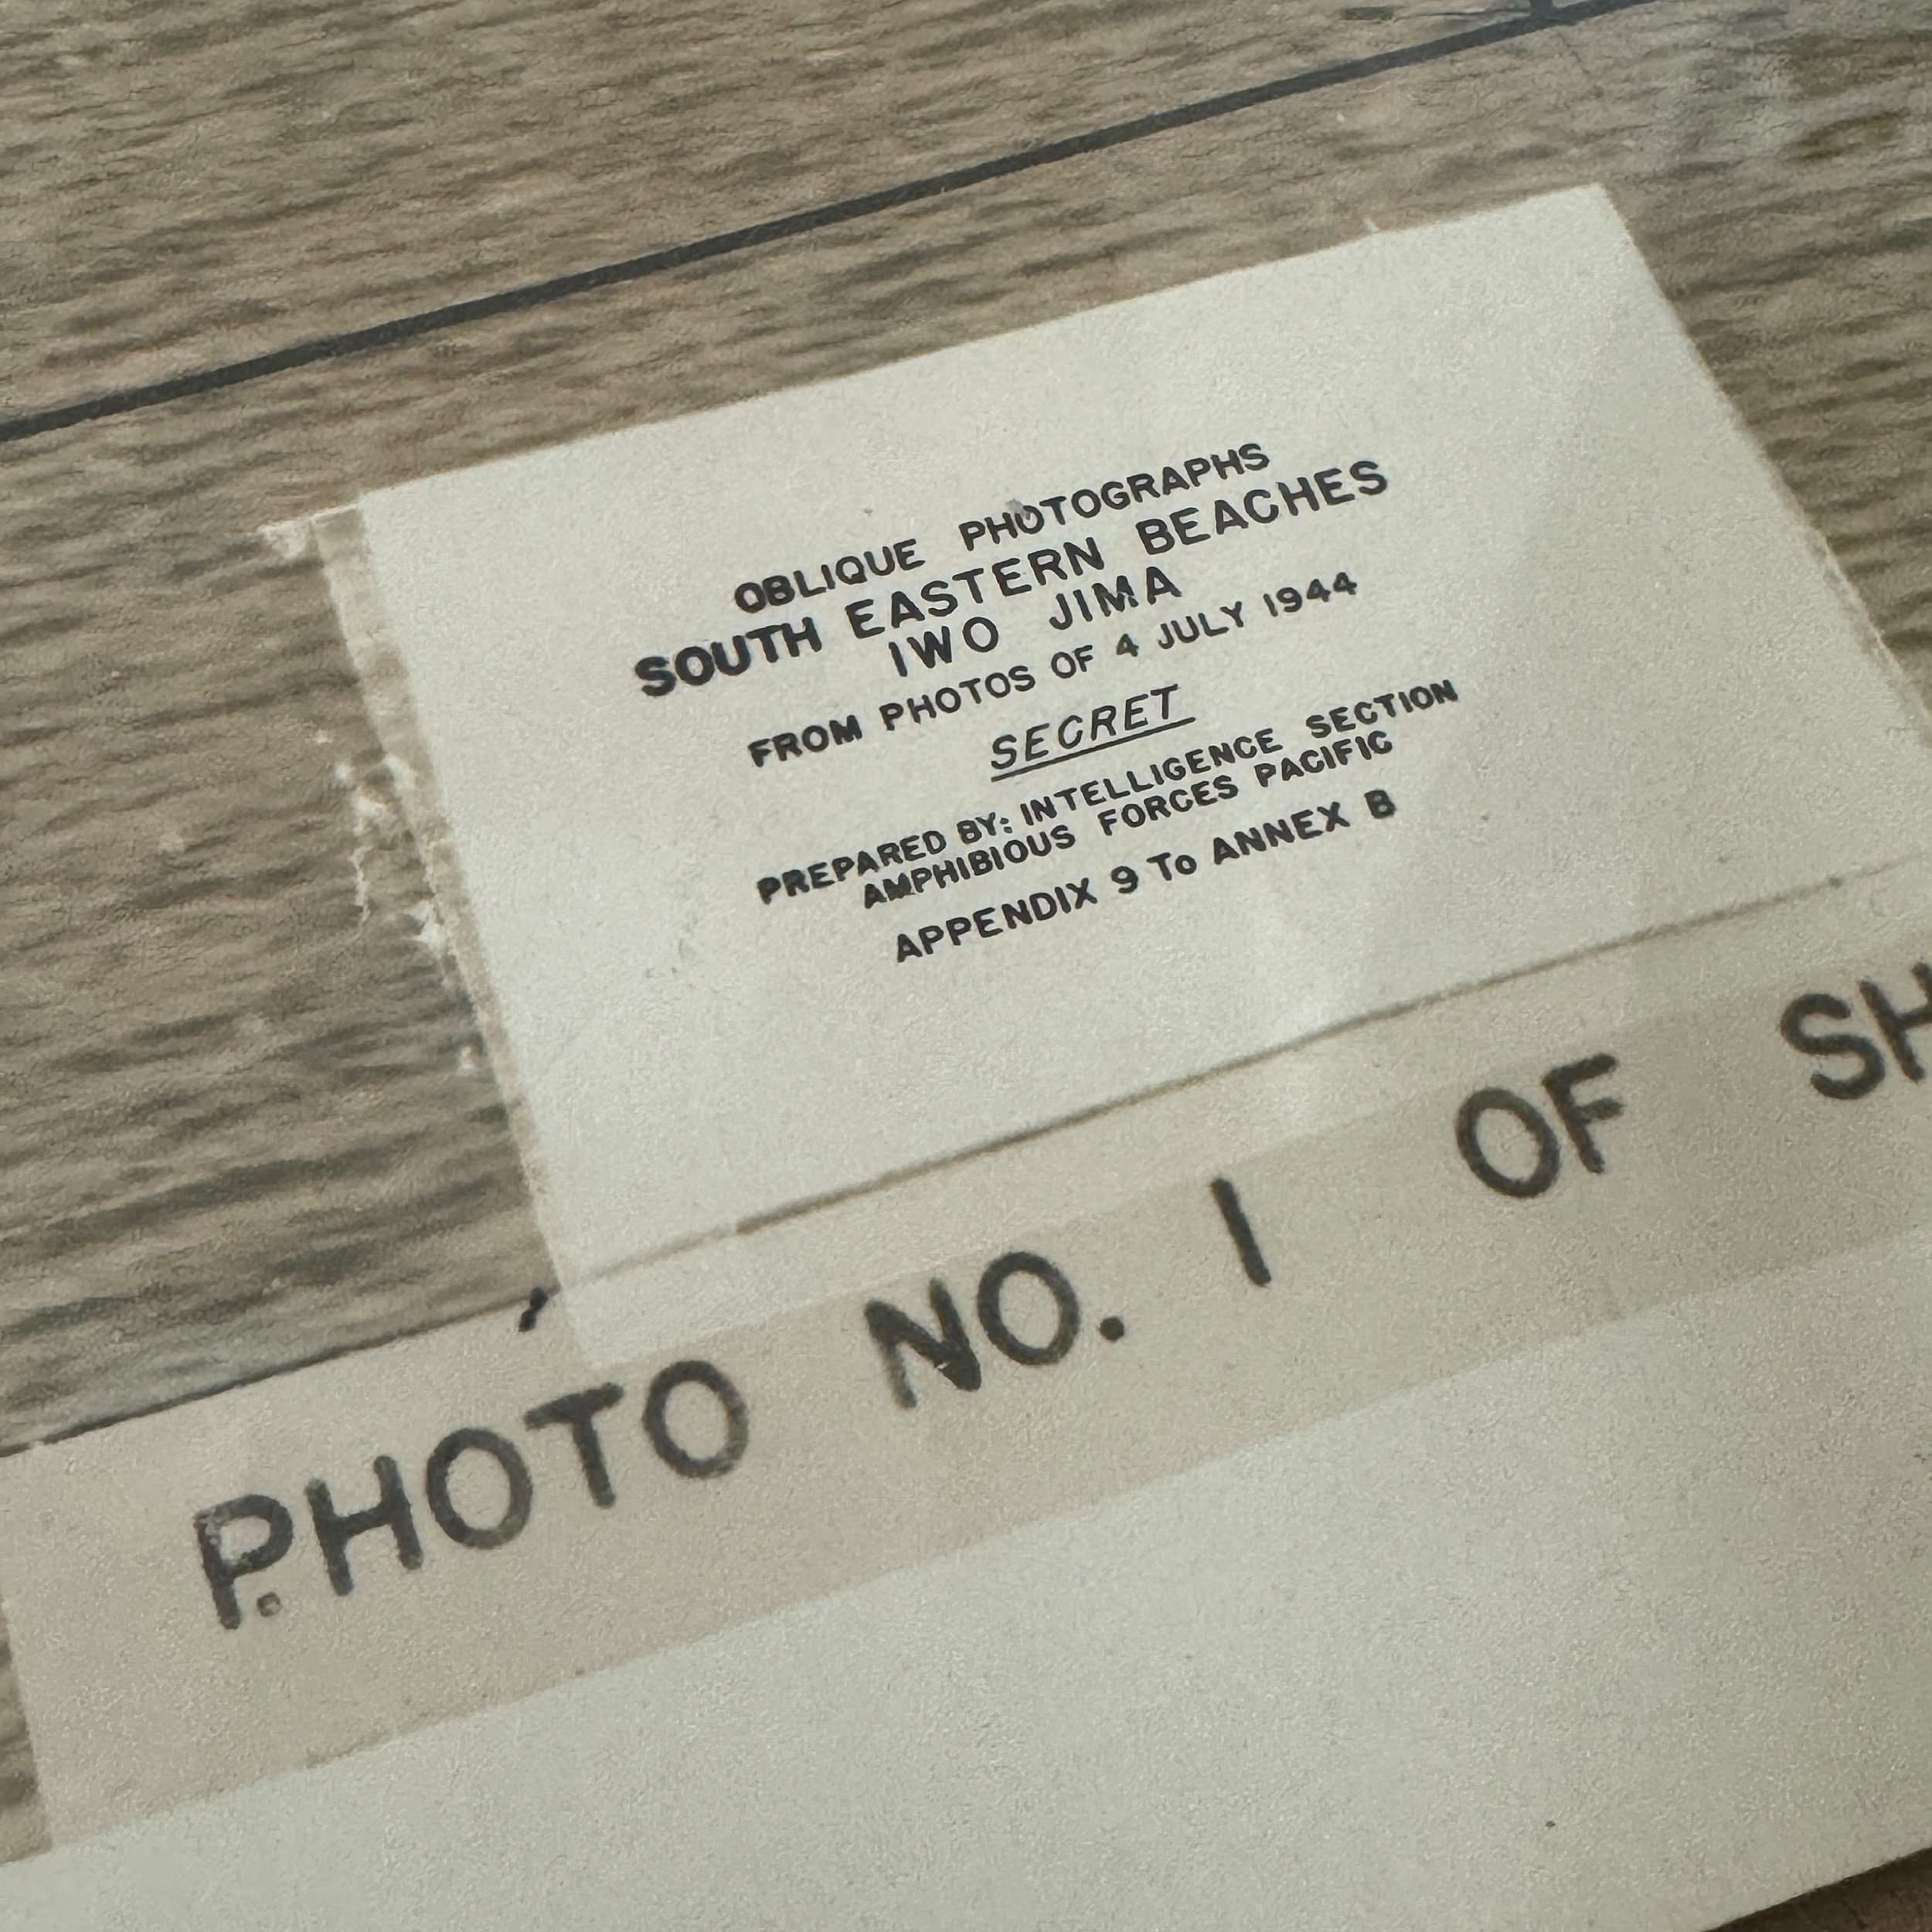 OBLIQUE PHOTOGRAPHS
SOUTH EASTERN BEACHES
IWO JIMA
FROM PHOTOS OF 4 JULY 1944
SECRET
PREPARED BY: INTELLIGENCE SECTION
AMPHIBIOUS FORCES PACIFIC
APPENDIX 9 To ANNEX B
PHOTO NO. 1 OF